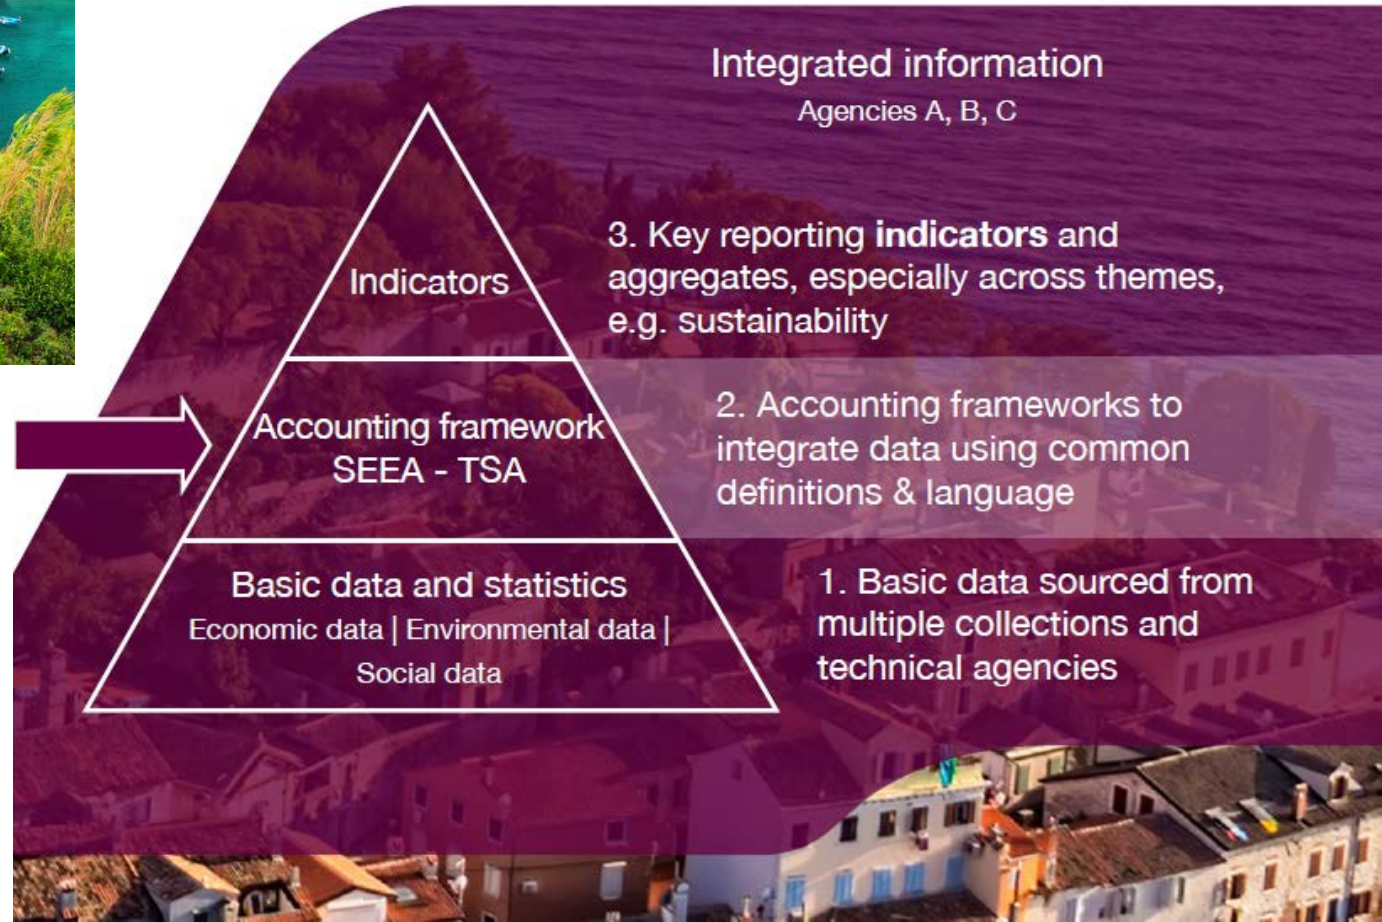 Integrated information
Agencies A, B, C
Indicators
3. Key reporting indicators and
aggregates, especially across themes,
e.g. sustainability
Accounting framework
SEEA - TSA
2. Accounting frameworks to
integrate data using common
definitions & language
Basic data and statistics
Economic data | Environmental data |
Social data
1. Basic data sourced from
multiple collections and
technical agencies